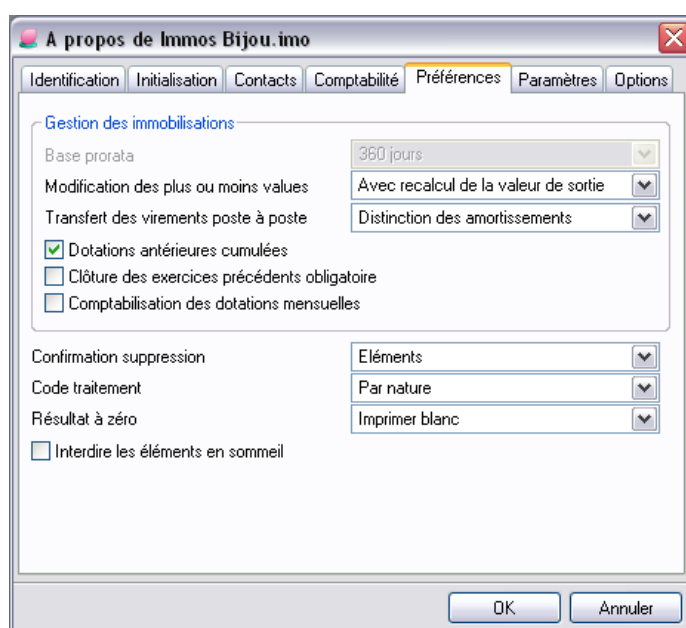 A propos de Immos Bijou.imo
Identification Initialisation Contacts Comptabilité Préférences Paramètres Options
Gestion des immobilisations
Base prorata 360 jours
Modification des plus ou moins values Avec recalcul de la valeur de sortie
Transfert des virements poste à poste Distinction des amortissements
Dotations antérieures cumulées
Clôture des exercices précédents obligatoire
Comptabilisation des dotations mensuelles
Confirmation suppression Eléments
Code traitement Par nature
Résultat à zéro Imprimer blanc
Interdire les éléments en sommeil
OK Annuler